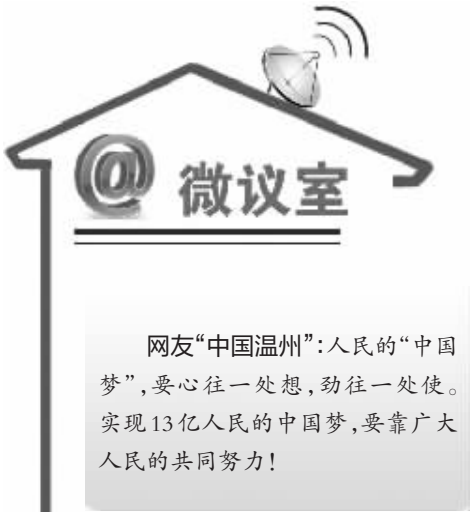 @ 微议室
网友“中国温州”:人民的“中国
梦”,要心往一处想,劲往一处使。
实现13亿人民的中国梦,要靠广大
人民的共同努力!